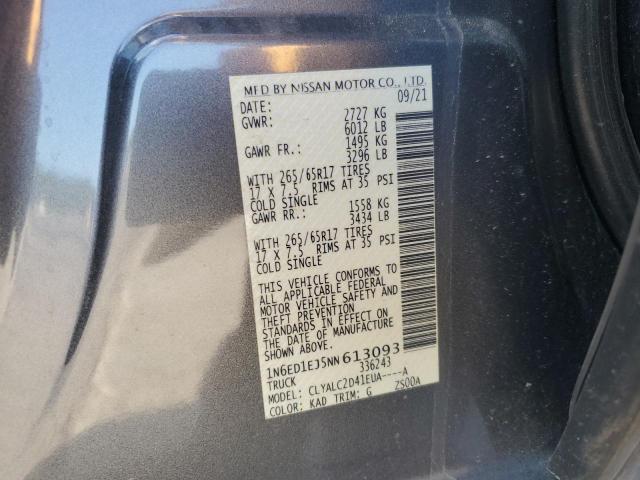 MFD BY NISSAN MOTOR CO., LTD.
DATE: 09/21
GVWR: 2727 KG
6012 LB
GAWR FR.: 1495 KG
3296 LB
WITH 265/65R17 TIRES
17 X 7.5 RIMS AT 35 PSI
COLD SINGLE
GAWR RR.: 1558 KG
3434 LB
WITH 265/65R17 TIRES
17 X 7.5 RIMS AT 35 PSI
COLD SINGLE
THIS VEHICLE CONFORMS TO
ALL APPLICABLE FEDERAL
MOTOR VEHICLE SAFETY AND
THEFT PREVENTION
STANDARDS IN EFFECT ON
THE DATE OF MANUFACTURE
SHOWN ABOVE.
1N6ED1EJ5NN613093
TRUCK 336243
MODEL: CLYALC2D41EUA----A
COLOR: KAD TRIM: G ZS00A